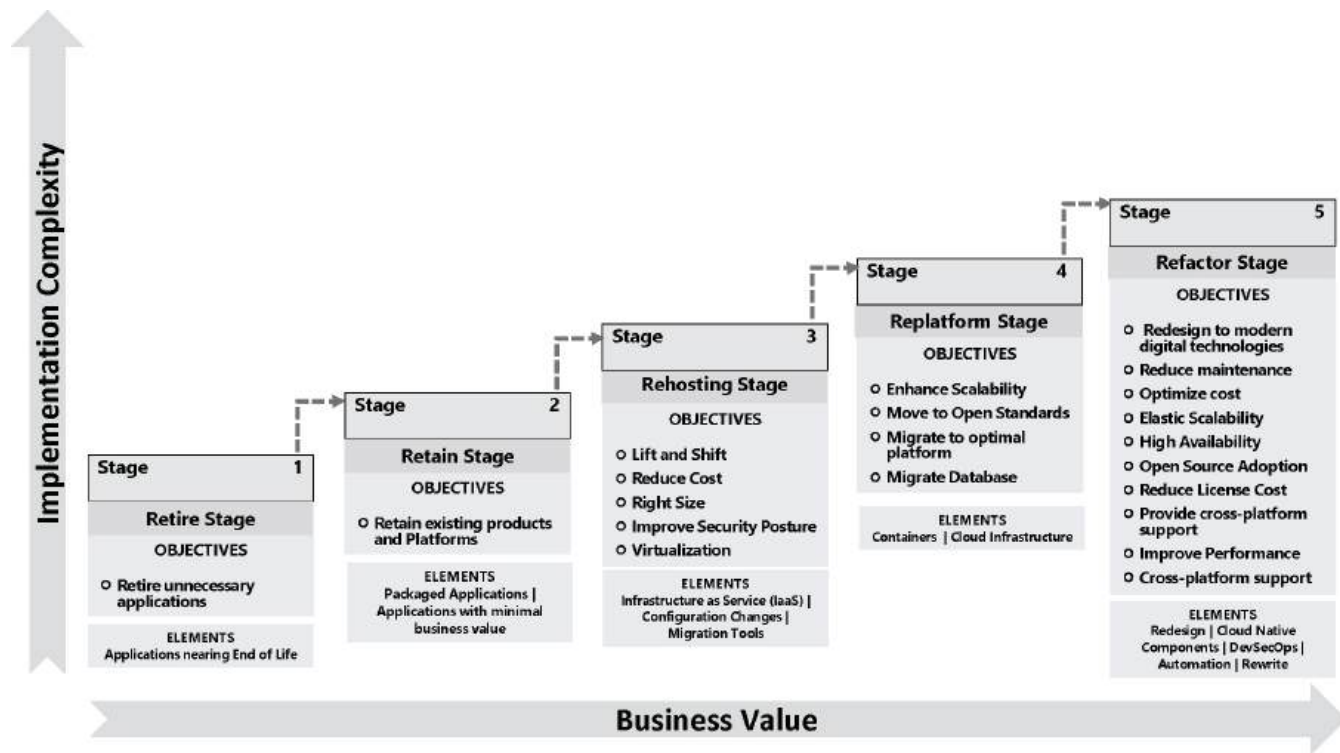 Implementation Complexity
Stage 1
Retire Stage
OBJECTIVES
Retire unnecessary
applications
ELEMENTS
Applications nearing End of Life
Stage 2
Retain Stage
OBJECTIVES
Retain existing products
and Platforms
ELEMENTS
Packaged Applications |
Applications with minimal
business value
Stage 3
Rehosting Stage
OBJECTIVES
Lift and Shift
Reduce Cost
Right Size
Improve Security Posture
Virtualization
ELEMENTS
Infrastructure as Service (IaaS) |
Configuration Changes |
Migration Tools
Stage 4
Replatform Stage
OBJECTIVES
Enhance Scalability
Move to Open Standards
Migrate to optimal
platform
Migrate Database
ELEMENTS
Containers | Cloud Infrastructure
Stage 5
Refactor Stage
OBJECTIVES
Redesign to modern
digital technologies
Reduce maintenance
Optimize cost
Elastic Scalability
High Availability
Open Source Adoption
Reduce License Cost
Provide cross-platform
support
Improve Performance
Cross-platform support
ELEMENTS
Redesign | Cloud Native
Components | DevSecOps |
Automation | Rewrite
Business Value